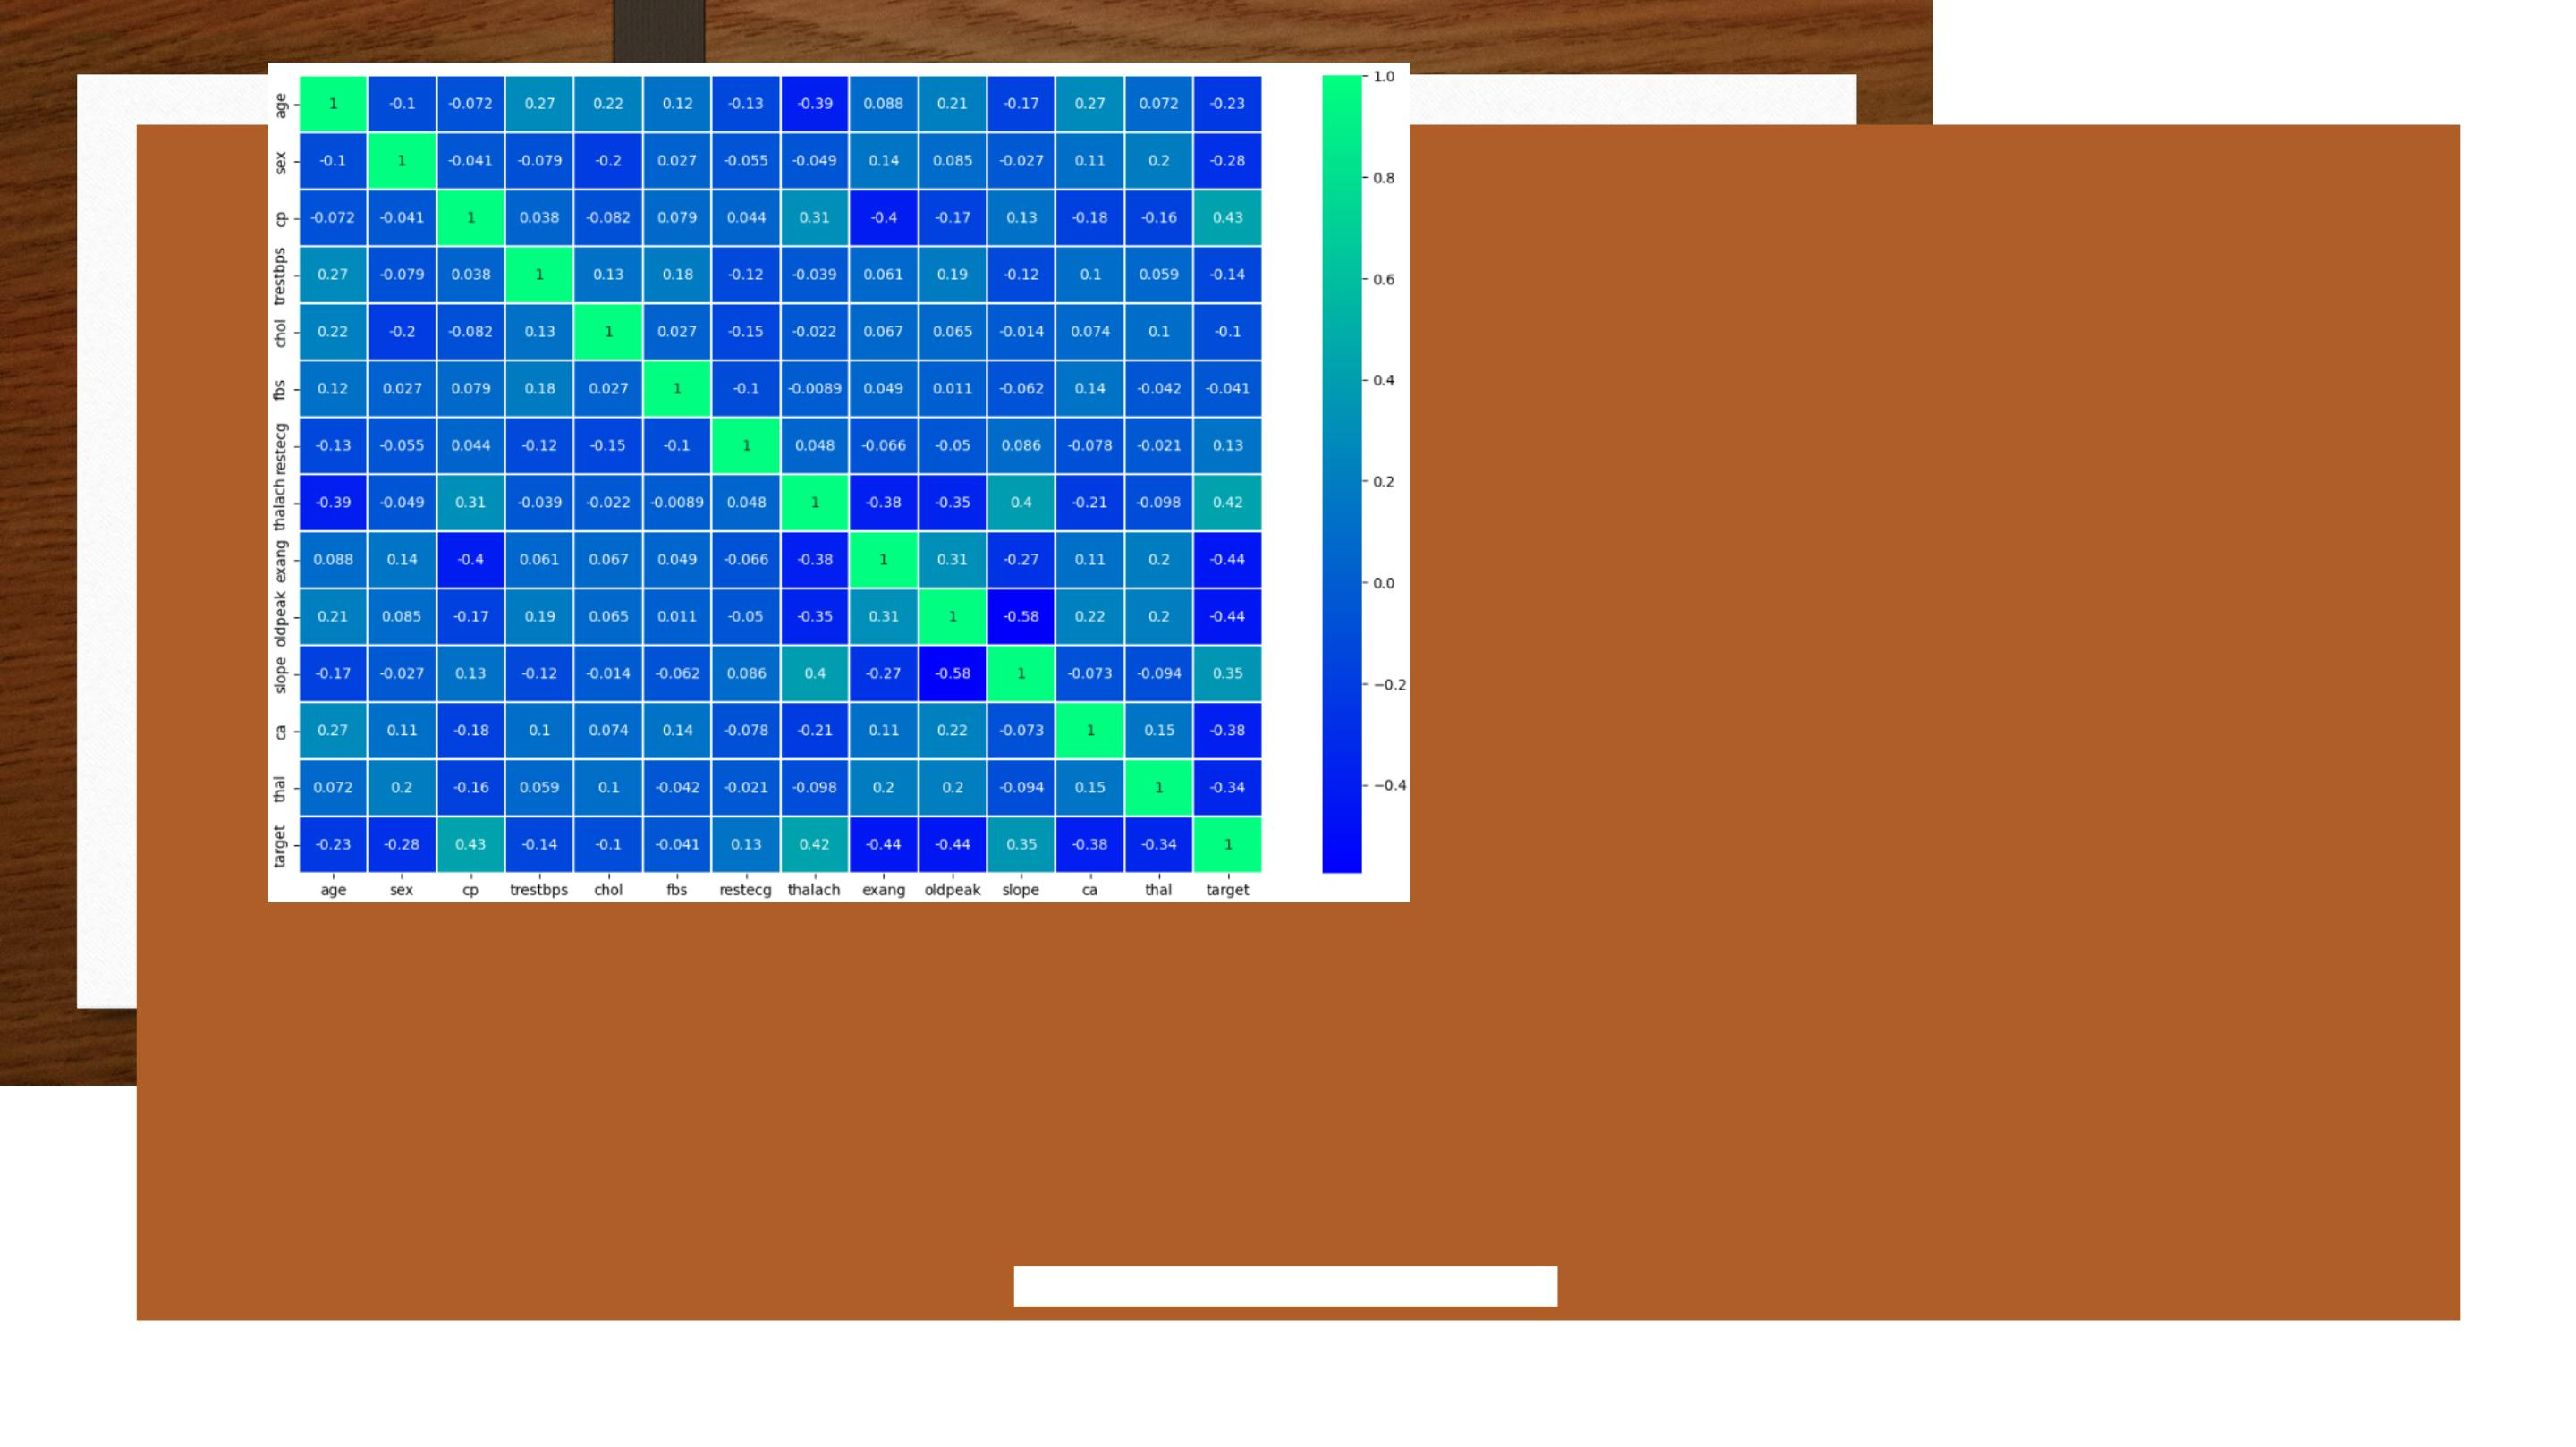 age 1 -0.1 -0.072 0.27 0.22 0.12 -0.13 -0.39 0.088 0.21 -0.17 0.27 0.072 -0.23
sex -0.1 1 -0.041 -0.079 -0.2 0.027 -0.055 -0.049 0.14 0.085 -0.027 0.11 0.2 -0.28
cp -0.072 -0.041 1 0.038 -0.082 0.079 0.044 0.31 -0.4 -0.17 0.13 -0.18 -0.16 0.43
trestbps 0.27 -0.079 0.038 1 0.13 0.18 -0.12 -0.039 0.061 0.19 -0.12 0.1 0.059 -0.14
chol 0.22 -0.2 -0.082 0.13 1 0.027 -0.15 -0.022 0.067 0.065 -0.014 0.074 0.1 -0.1
fbs 0.12 0.027 0.079 0.18 0.027 1 -0.1 -0.0089 0.049 0.011 -0.062 0.14 -0.042 -0.041
restecg -0.13 -0.055 0.044 -0.12 -0.15 -0.1 1 0.048 -0.066 -0.05 0.086 -0.078 -0.021 0.13
thalach -0.39 -0.049 0.31 -0.039 -0.022 -0.0089 0.048 1 -0.38 -0.35 0.4 -0.21 -0.098 0.42
exang 0.088 0.14 -0.4 0.061 0.067 0.049 -0.066 -0.38 1 0.31 -0.27 0.11 0.2 -0.44
oldpeak 0.21 0.085 -0.17 0.19 0.065 0.011 -0.05 -0.35 0.31 1 -0.58 0.22 0.2 -0.44
slope -0.17 -0.027 0.13 -0.12 -0.014 -0.062 0.086 0.4 -0.27 -0.58 1 -0.073 -0.094 0.35
ca 0.27 0.11 -0.18 0.1 0.074 0.14 -0.078 -0.21 0.11 0.22 -0.073 1 0.15 -0.38
thal 0.072 0.2 -0.16 0.059 0.1 -0.042 -0.021 -0.098 0.2 0.2 -0.094 0.15 1 -0.34
target -0.23 -0.28 0.43 -0.14 -0.1 -0.041 0.13 0.42 -0.44 -0.44 0.35 -0.38 -0.34 1
age sex cp trestbps chol fbs restecg thalach exang oldpeak slope ca thal target
1.0
0.8
0.6
0.4
0.2
0.0
−0.2
−0.4